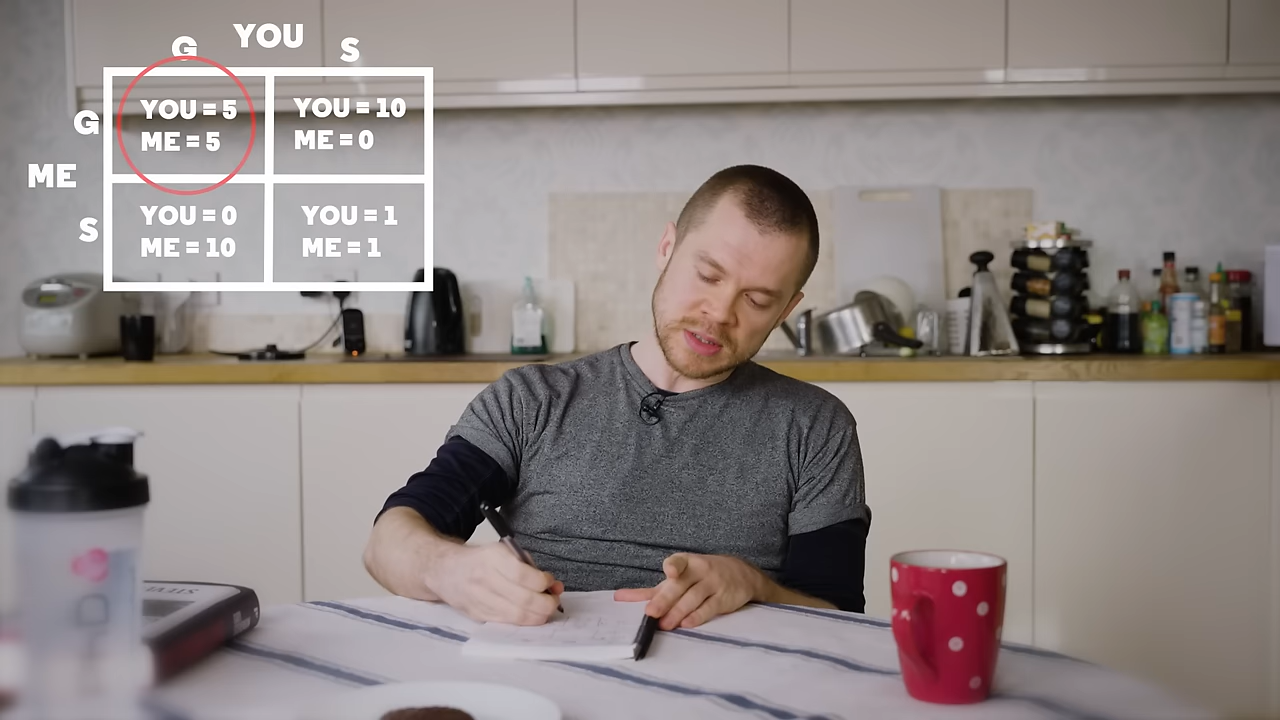 YOU
G S
G
YOU = 5
ME = 5
YOU = 10
ME = 0
ME
S
YOU = 0
ME = 10
YOU = 1
ME = 1